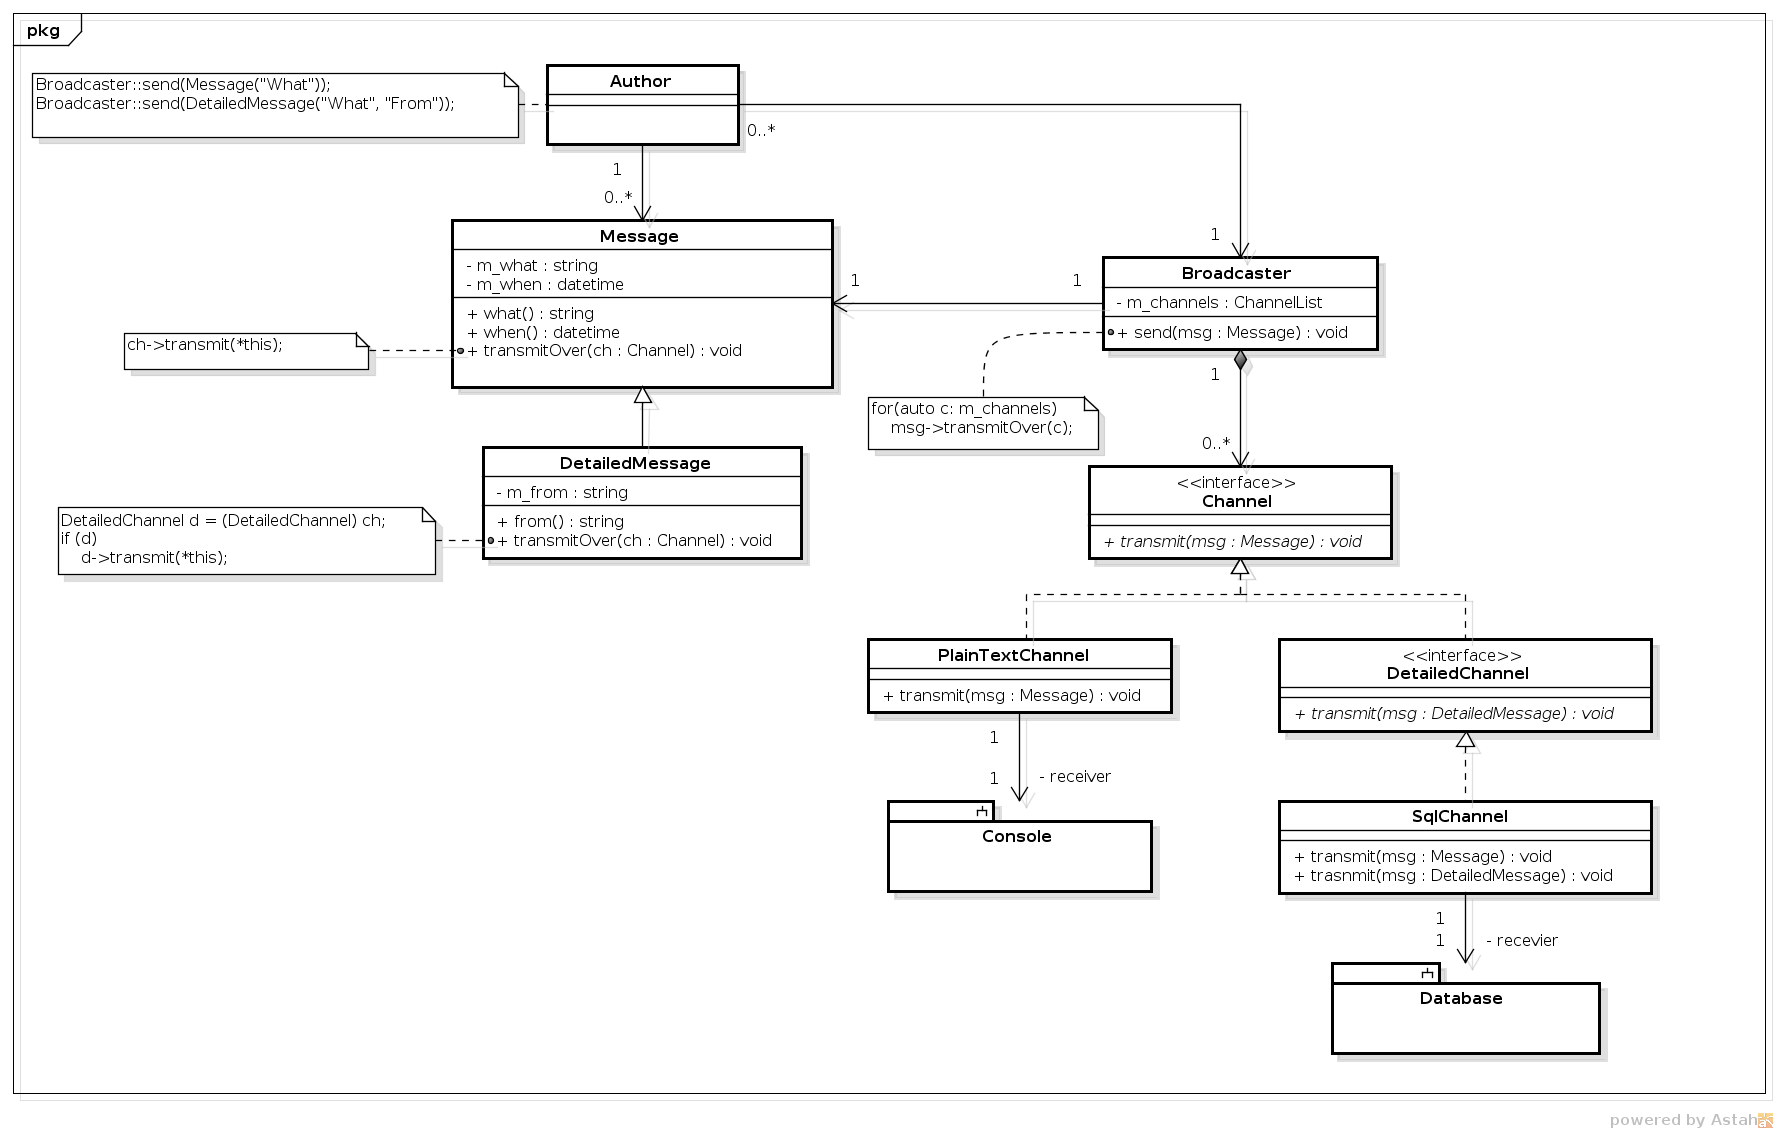 pkg
Broadcaster::send(Message("What"));
Broadcaster::send(DetailedMessage("What", "From"));
Author
0..*
1
0..*
1
Message
- m_what : string
- m_when : datetime
+ what() : string
+ when() : datetime
+ transmitOver(ch : Channel) : void
1
1
Broadcaster
- m_channels : ChannelList
+ send(msg : Message) : void
ch->transmit(*this);
for(auto c: m_channels)
msg->transmitOver(c);
1
0..*
DetailedMessage
- m_from : string
+ from() : string
+ transmitOver(ch : Channel) : void
DetailedChannel d = (DetailedChannel) ch;
if (d)
d->transmit(*this);
<<interface>>
Channel
+ transmit(msg : Message) : void
PlainTextChannel
+ transmit(msg : Message) : void
<<interface>>
DetailedChannel
+ transmit(msg : DetailedMessage) : void
1
1
- receiver
Console
SqlChannel
+ transmit(msg : Message) : void
+ trasnmit(msg : DetailedMessage) : void
1
1
- recevier
Database
powered by Astah